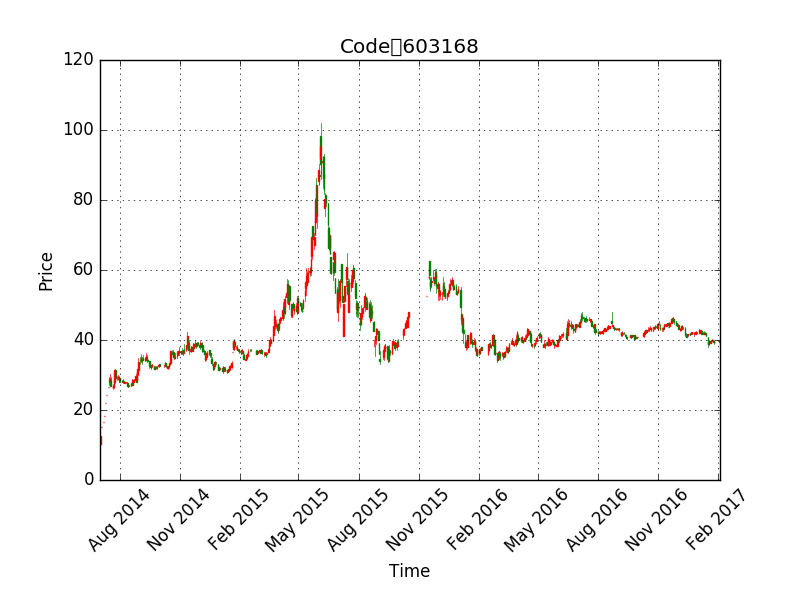 Code▯603168
120
100
80
60
40
20
0
Price
Aug 2014
Nov 2014
Feb 2015
May 2015
Aug 2015
Nov 2015
Feb 2016
May 2016
Aug 2016
Nov 2016
Feb 2017
Time